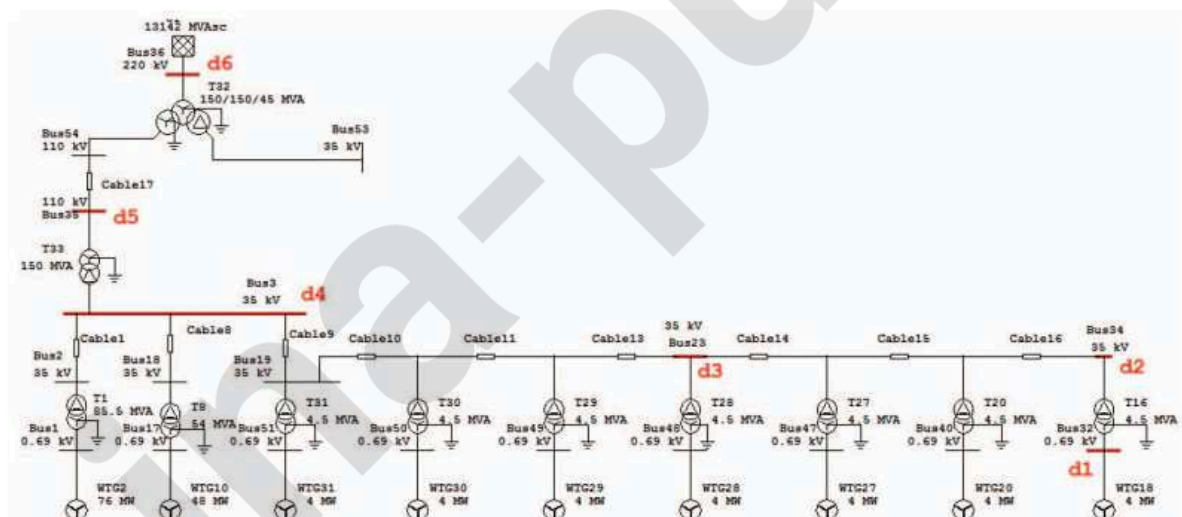 13142 MVAsc
Bus36
220 kV
d6
T32
150/150/45 MVA
Bus54
110 kV
Bus53
35 kV
Cable17
110 kV
Bus35
d5
T33
150 MVA
Bus3
35 kV
d4
Cable1
Cable8
Cable9
Cable10
Cable11
Cable13
35 kV
Bus23
d3
Cable14
Cable15
Cable16
Bus34
35 kV
d2
Bus2
35 kV
Bus18
35 kV
Bus19
35 kV
T1
85.5 MVA
T8
54 MVA
T31
4.5 MVA
T30
4.5 MVA
T29
4.5 MVA
T28
4.5 MVA
T27
4.5 MVA
T20
4.5 MVA
T16
4.5 MVA
Bus1
0.69 kV
Bus17
0.69 kV
Bus51
0.69 kV
Bus50
0.69 kV
Bus49
0.69 kV
Bus48
0.69 kV
Bus47
0.69 kV
Bus40
0.69 kV
Bus32
0.69 kV
d1
WTG2
76 MW
WTG10
48 MW
WTG31
4 MW
WTG30
4 MW
WTG29
4 MW
WTG28
4 MW
WTG27
4 MW
WTG20
4 MW
WTG18
4 MW